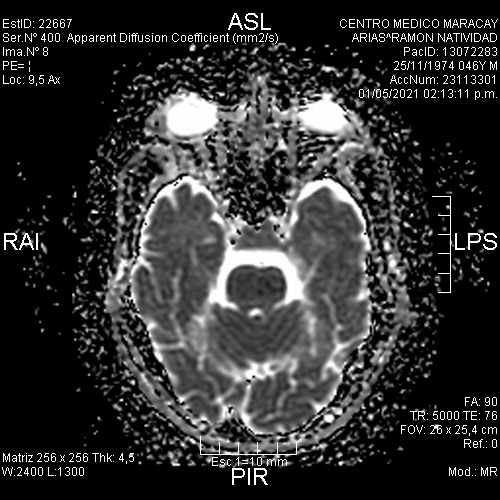 EstID: 22667
Ser.Nº 400 Apparent Diffusion Coefficient (mm2/s)
Ima.Nº 8
PE= ¦
Loc: 9,5 Ax
ASL
CENTRO MEDICO MARACAY
ARIAS^RAMON NATIVIDAD
PacID: 13072283
25/11/1974 046Y M
AccNum: 23113301
01/05/2021 02:13:11 p.m.
RAI
LPS
FA: 90
TR: 5000 TE: 76
FOV: 26 x 25,4 cm
Ref.: 0
Mod.: MR
Matriz 256 x 256 Thk: 4,5
W:2400 L:1300
Esc 1=10 mm
PIR